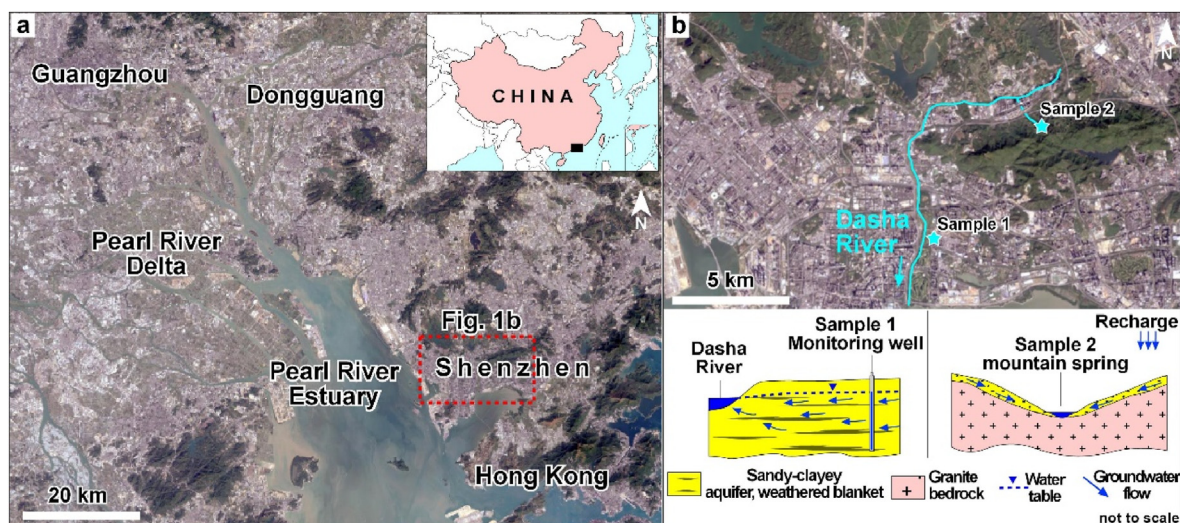 a
Guangzhou
Dongguang
CHINA
N
Pearl River
Delta
Fig. 1b
Shenzhen
Pearl River
Estuary
Hong Kong
20 km
b
N
Sample 2
Dasha
River
Sample 1
5 km
Sample 1
Monitoring well
Dasha
River
Recharge
Sample 2
mountain spring
Sandy-clayey
aquifer, weathered blanket
Granite
bedrock
Water
table
Groundwater
flow
not to scale